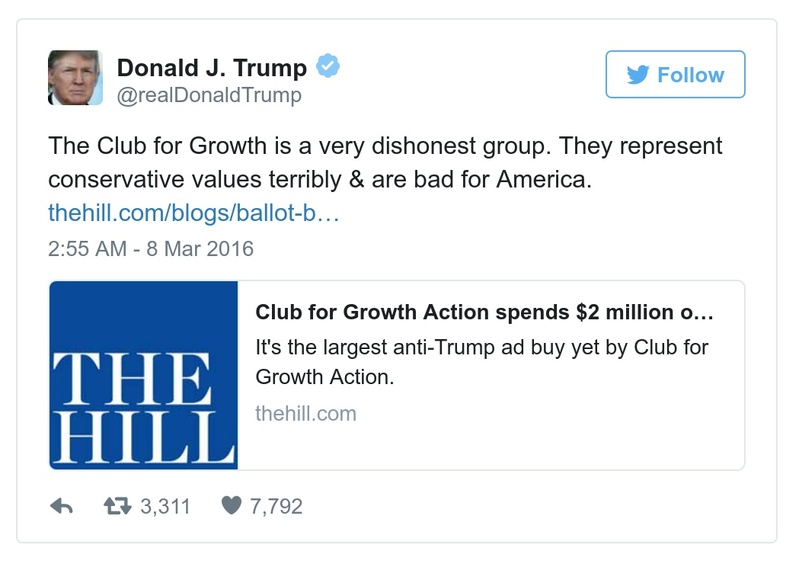 Donald J. Trump
@realDonaldTrump
Follow
The Club for Growth is a very dishonest group. They represent
conservative values terribly & are bad for America.
thehill.com/blogs/ballot-b…
2:55 AM - 8 Mar 2016
THE
HILL
Club for Growth Action spends $2 million o…
It's the largest anti-Trump ad buy yet by Club for
Growth Action.
thehill.com
3,311
7,792